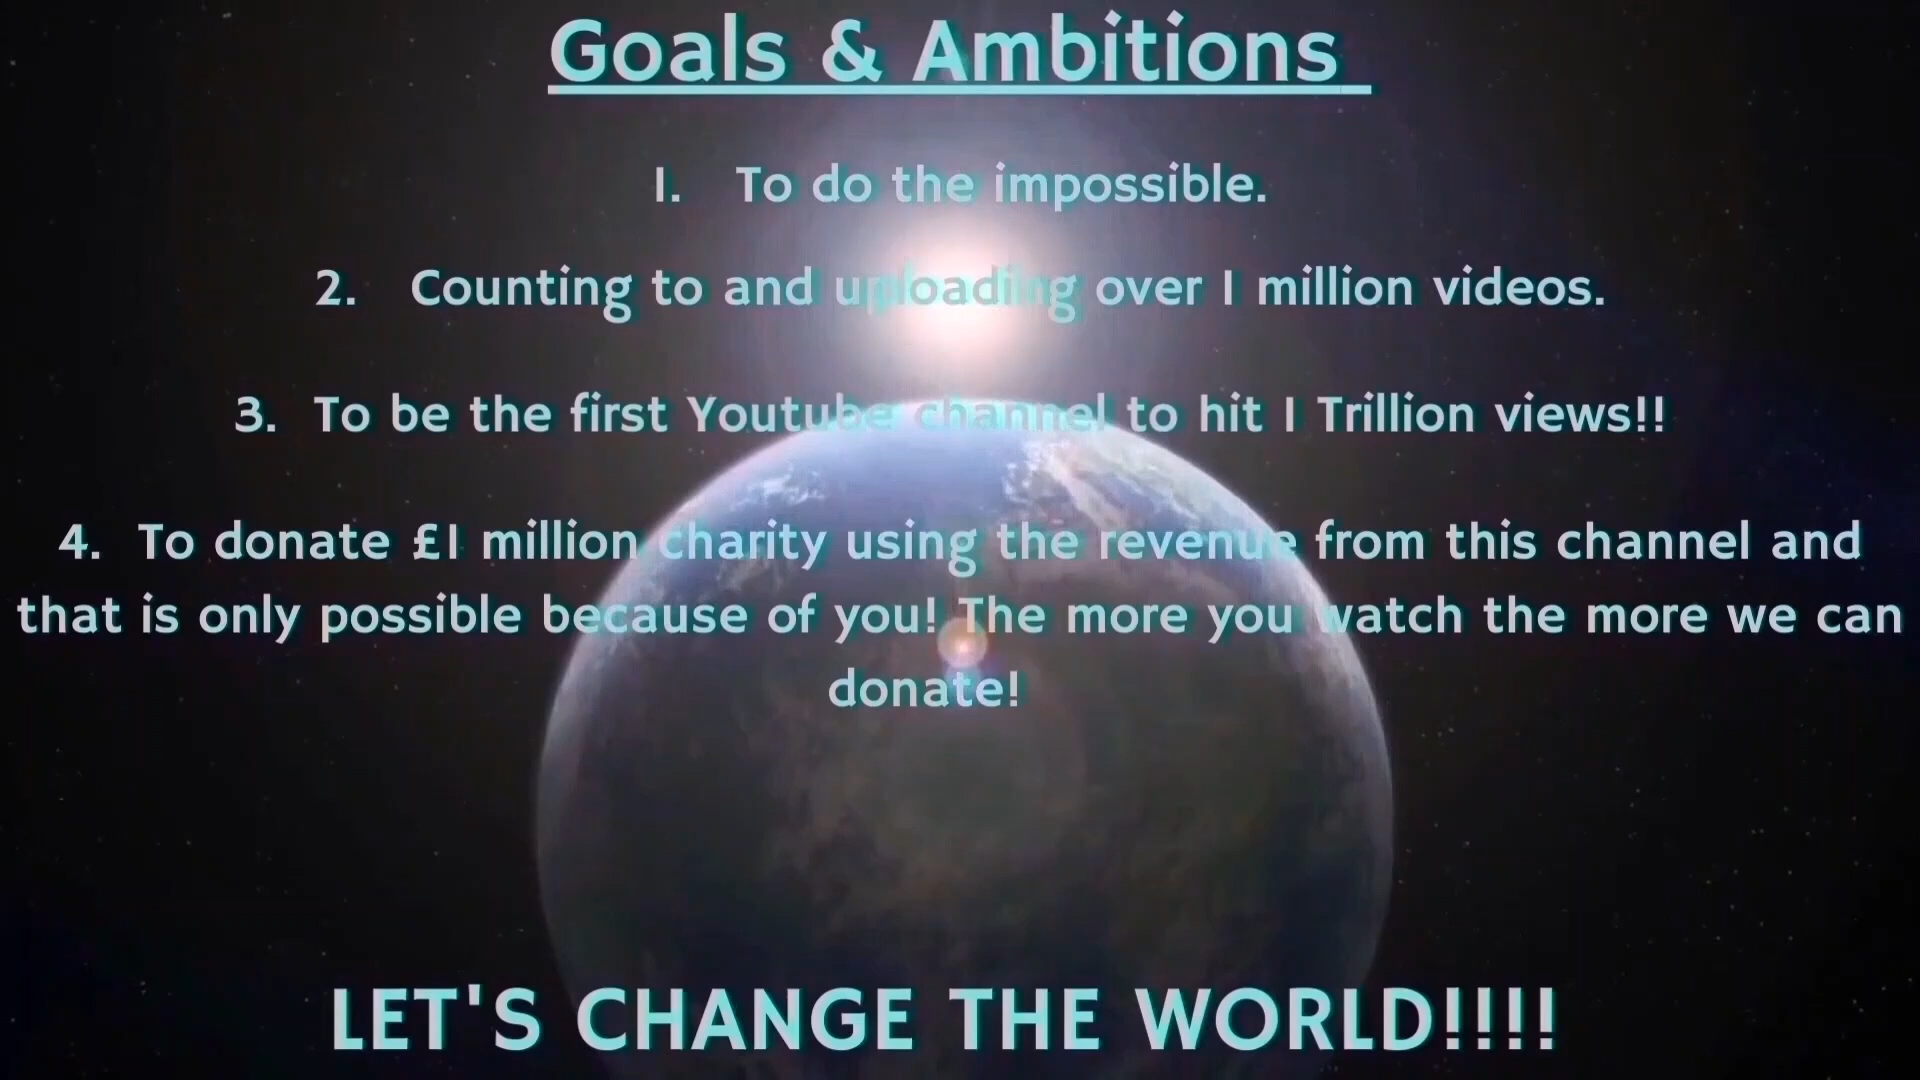 Goals & Ambitions
1. To do the impossible.
2. Counting to and uploading over 1 million videos.
3. To be the first Youtube channel to hit 1 Trillion views!!
4. To donate £1 million charity using the revenue from this channel and
that is only possible because of you! The more you watch the more we can
donate!
LET'S CHANGE THE WORLD!!!!